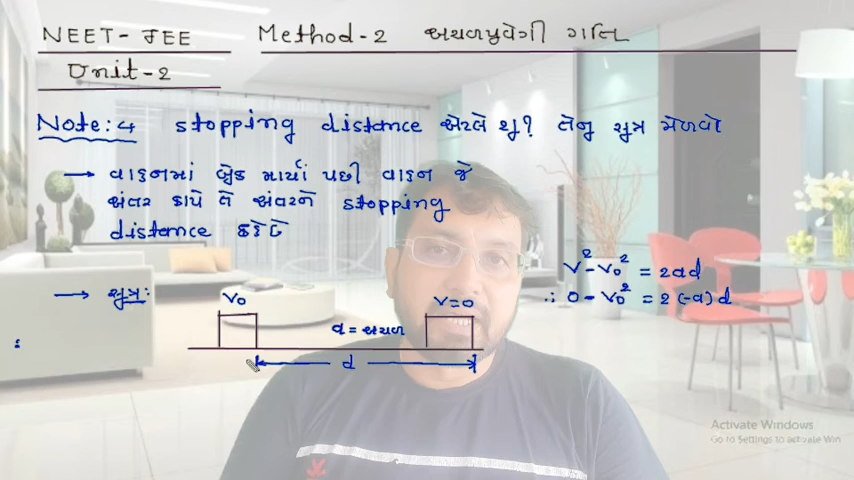 NEET - JEE Method-2 અચળપ્રવેગી ગતિ
Unit-2
Note: 4 stopping distance એટલે શું? તેનુ સુત્ર મેળવો
→ વાહનમાં બ્રેક માર્યા પછી વાહન જે
અંતર કાપે તે અંતરને stopping
distance કહે છે
v² - v₀² = 2ad
→ સુત્ર:
∴ 0 - v₀² = 2 (-a) d
v₀ v=0
a = અચળ
:
d
Activate Windows
Go to Settings to activate Win